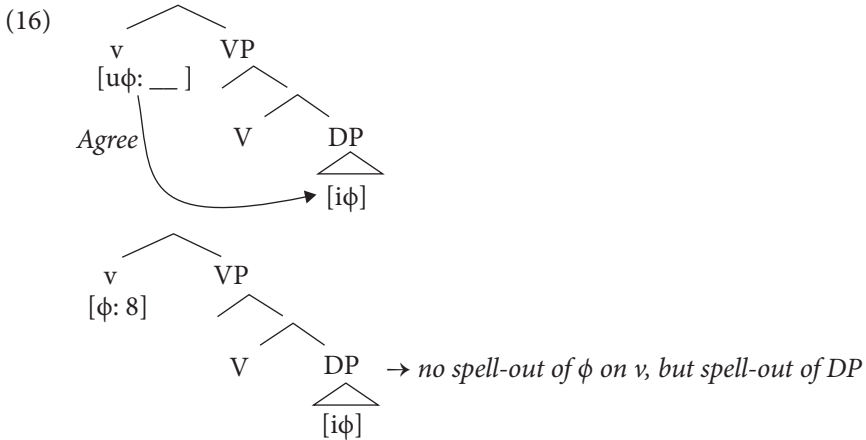 (16)
v VP
[uϕ: __ ]
Agree V DP
[iϕ]
v VP
[ϕ: 8]
V DP → no spell-out of ϕ on v, but spell-out of DP
[iϕ]